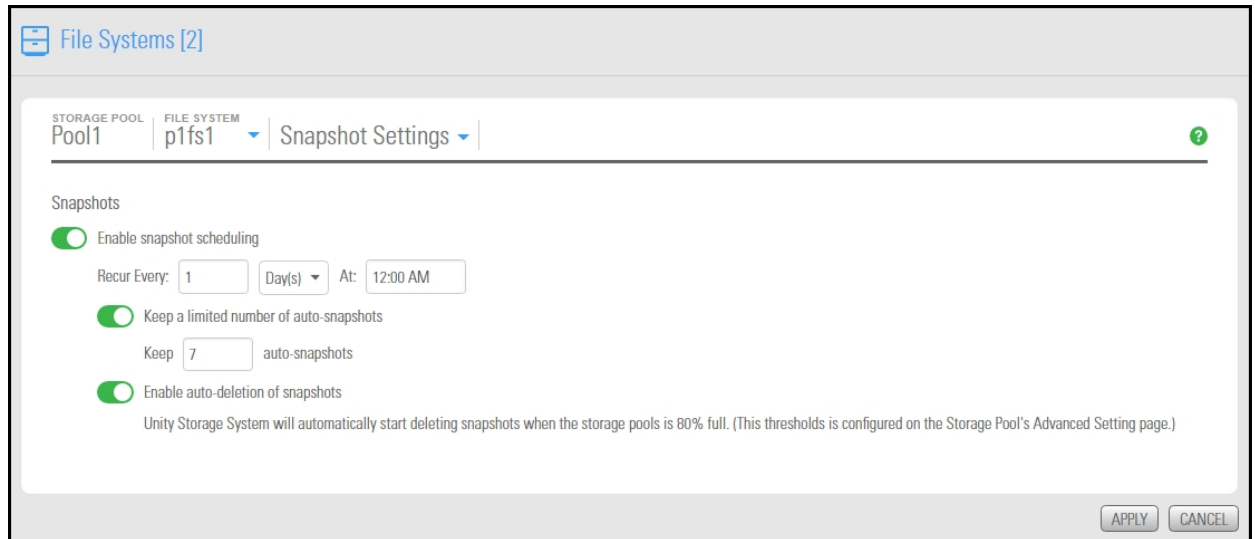 File Systems [2]
STORAGE POOL FILE SYSTEM
Pool1 p1fs1 Snapshot Settings
?
Snapshots
Enable snapshot scheduling
Recur Every: 1 Day(s) At: 12:00 AM
Keep a limited number of auto-snapshots
Keep 7 auto-snapshots
Enable auto-deletion of snapshots
Unity Storage System will automatically start deleting snapshots when the storage pools is 80% full. (This thresholds is configured on the Storage Pool's Advanced Setting page.)
APPLY CANCEL